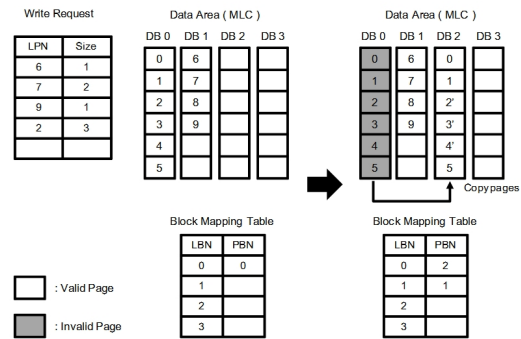 Write Request
LPN Size
6 1
7 2
9 1
2 3
Data Area ( MLC )
DB 0 DB 1 DB 2 DB 3
0 6
1 7
2 8
3 9
4
5
Data Area ( MLC )
DB 0 DB 1 DB 2 DB 3
0 6 0
1 7 1
2 8 2'
3 9 3'
4 4'
5 5
Copy pages
Block Mapping Table
LBN PBN
0 0
1
2
3
Block Mapping Table
LBN PBN
0 2
1 1
2
3
: Valid Page
: Invalid Page